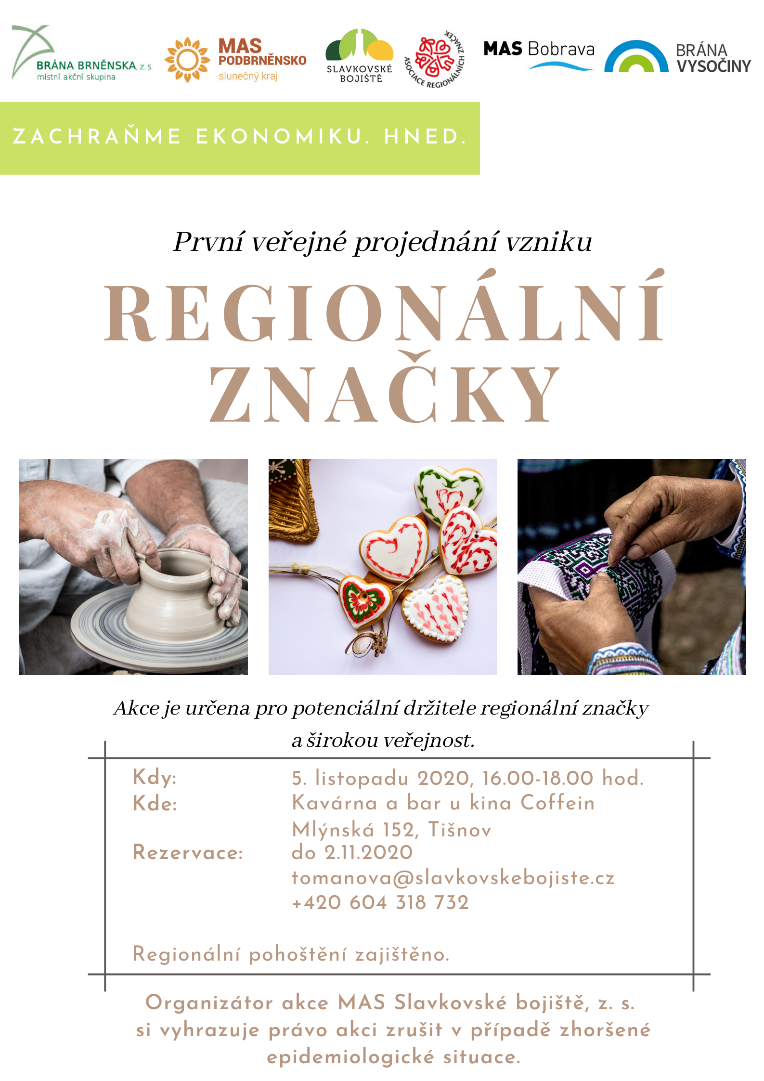 BRÁNA BRNĚNSKA, z. s.
místní akční skupina
MAS
PODBRNĚNSKO
slunečný kraj
SLAVKOVSKÉ
BOJIŠTĚ
ASOCIACE REGIONÁLNÍCH ZNAČEK
MAS Bobrava
BRÁNA
VYSOČINY
ZACHRAŇME EKONOMIKU. HNED.
První veřejné projednání vzniku
REGIONÁLNÍ
ZNAČKY
Akce je určena pro potenciální držitele regionální značky
a širokou veřejnost.
Kdy: 5. listopadu 2020, 16.00-18.00 hod.
Kde: Kavárna a bar u kina Coffein
Mlýnská 152, Tišnov
Rezervace: do 2.11.2020
tomanova@slavkovskebojiste.cz
+420 604 318 732
Regionální pohoštění zajištěno.
Organizátor akce MAS Slavkovské bojiště, z. s.
si vyhrazuje právo akci zrušit v případě zhoršené
epidemiologické situace.